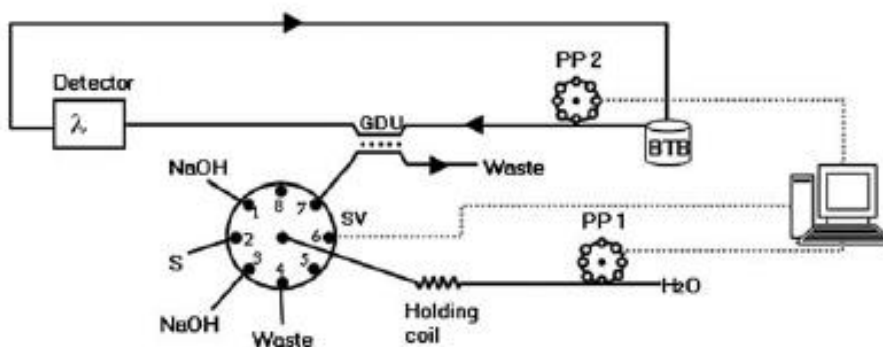 PP 2
Detector
λ
GDU
BTB
NaOH
Waste
8
1
7
SV
PP 1
2
6
S
3
5
4
H2O
NaOH
Holding
coil
Waste